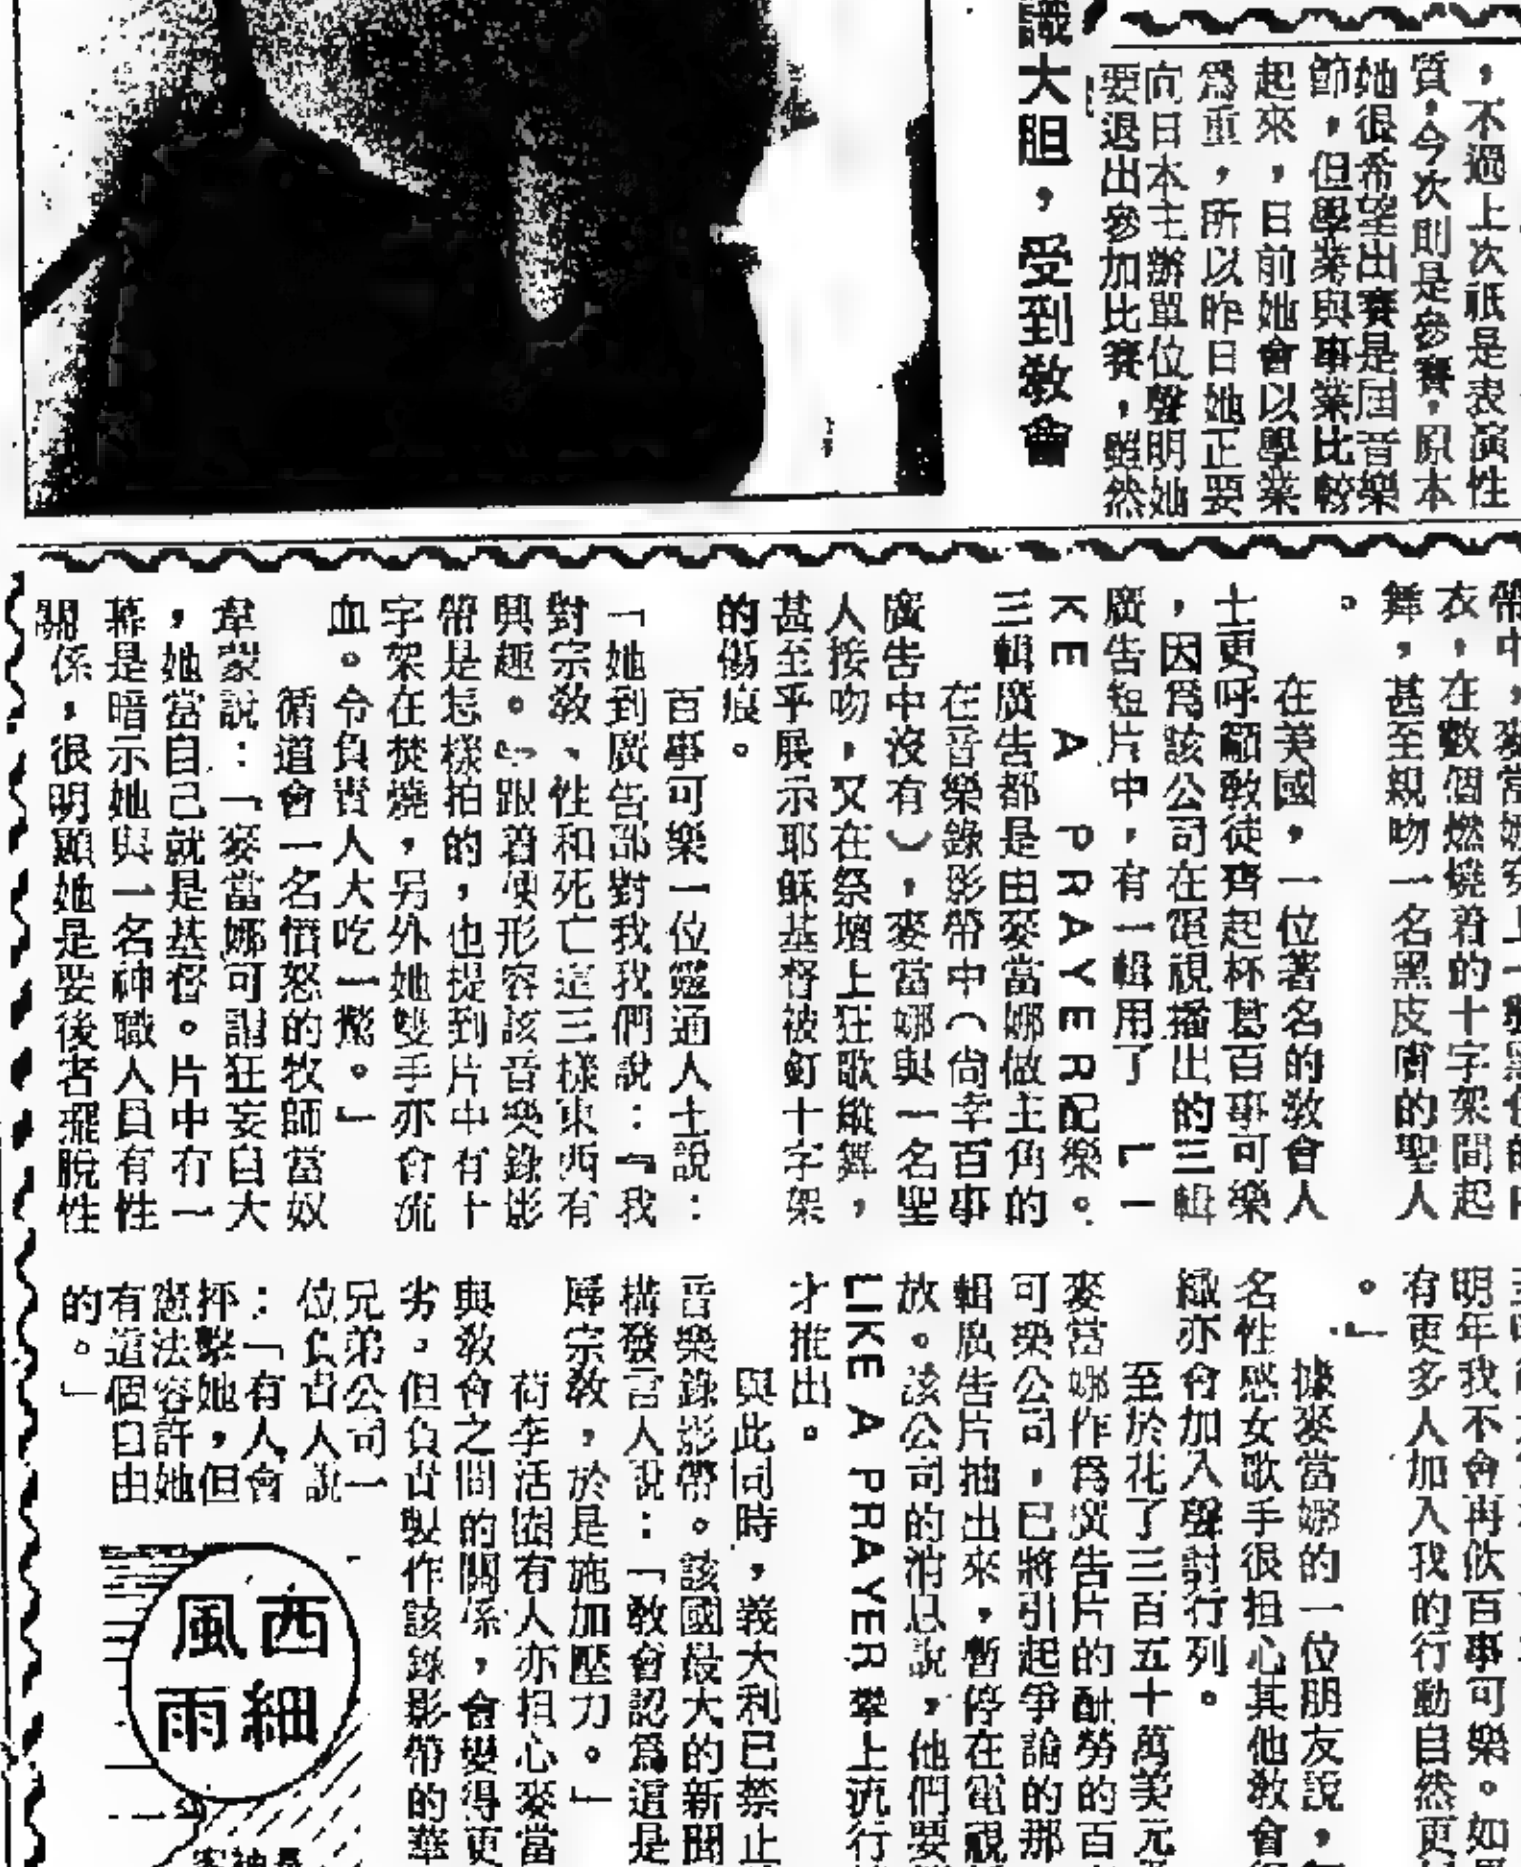 ，不過上次祇是表演性
質，今次則是參賽，原本
她很希望出賽是屆音樂
節，但學業與事業比較
起來，日前她會以學業
為重，所以昨日她正要
向日本主辦單位聲明她
要退出參加比賽，雖然
議大胆，受到教會
衣，在數個燃燒着的十字架間起
舞，甚至親吻一名黑皮膚的聖人
。
在美國，一位著名的教會人
士更呼籲教徒齊起杯葛百事可樂
，因為該公司在電視播出的三輯
廣告短片中，有一輯用了 LI
KE A PRAYER配樂。
三輯廣告都是由麥當娜做主角的
在音樂錄影帶中（尚幸百事
廣告中沒有），麥當娜與一名聖
人接吻，又在祭壇上狂歌縱舞，
甚至乎展示耶穌基督被釘十字架
的傷痕。
百事可樂一位靈通人士說：
「她到廣告部對我我們說：『我
對宗教、性和死亡這三樣東西有
興趣。』跟着便形容該音樂錄影
帶是怎樣拍的，也提到片中有十
字架在焚燒，另外她雙手亦會流
血。令負責人大吃一驚。」
循道會一名憤怒的牧師當奴
韋蒙說：「麥當娜可謂狂妄自大
，她當自己就是基督。片中有一
幕是暗示她與一名神職人員有性
關係，很明顯她是要後者擺脫性
明年我不會再飲百事可樂。如
有更多人加入我的行動自然更
。」
據麥當娜的一位朋友說，
名性感女歌手很担心其他教會
織亦會加入聲討行列。
至於花了三百五十萬美元
麥當娜作為廣告片的酬勞的百
可樂公司，已將引起爭論的那
輯廣告片抽出來，暫停在電視
放。該公司的消息說，他們要
LIKE A PRAYER 攀上流行
才推出。
與此同時，義大利已禁止
音樂錄影帶。該國最大的新聞
構發言人說：「教會認為這是
辱宗教，於是施加壓力。」
荷李活圈有人亦担心麥當
與教會之間的關係，會變得更
劣。但負責製作該錄影帶的華
兄弟公司一
位負責人說
：「有人會
抨擊她，但
憲法容許她
有這個自由
的。」
西風
細雨